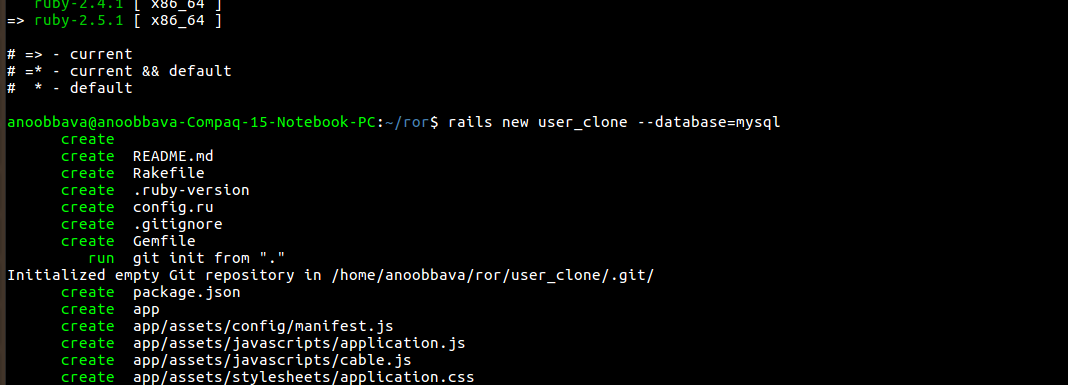 ruby-2.4.1 [ x86_64 ]
=> ruby-2.5.1 [ x86_64 ]
# => - current
# =* - current && default
#  * - default
anoobbava@anoobbava-Compaq-15-Notebook-PC:~/ror$ rails new user_clone --database=mysql
create
create  README.md
create  Rakefile
create  .ruby-version
create  config.ru
create  .gitignore
create  Gemfile
run  git init from "."
Initialized empty Git repository in /home/anoobbava/ror/user_clone/.git/
create  package.json
create  app
create  app/assets/config/manifest.js
create  app/assets/javascripts/application.js
create  app/assets/javascripts/cable.js
create  app/assets/stylesheets/application.css